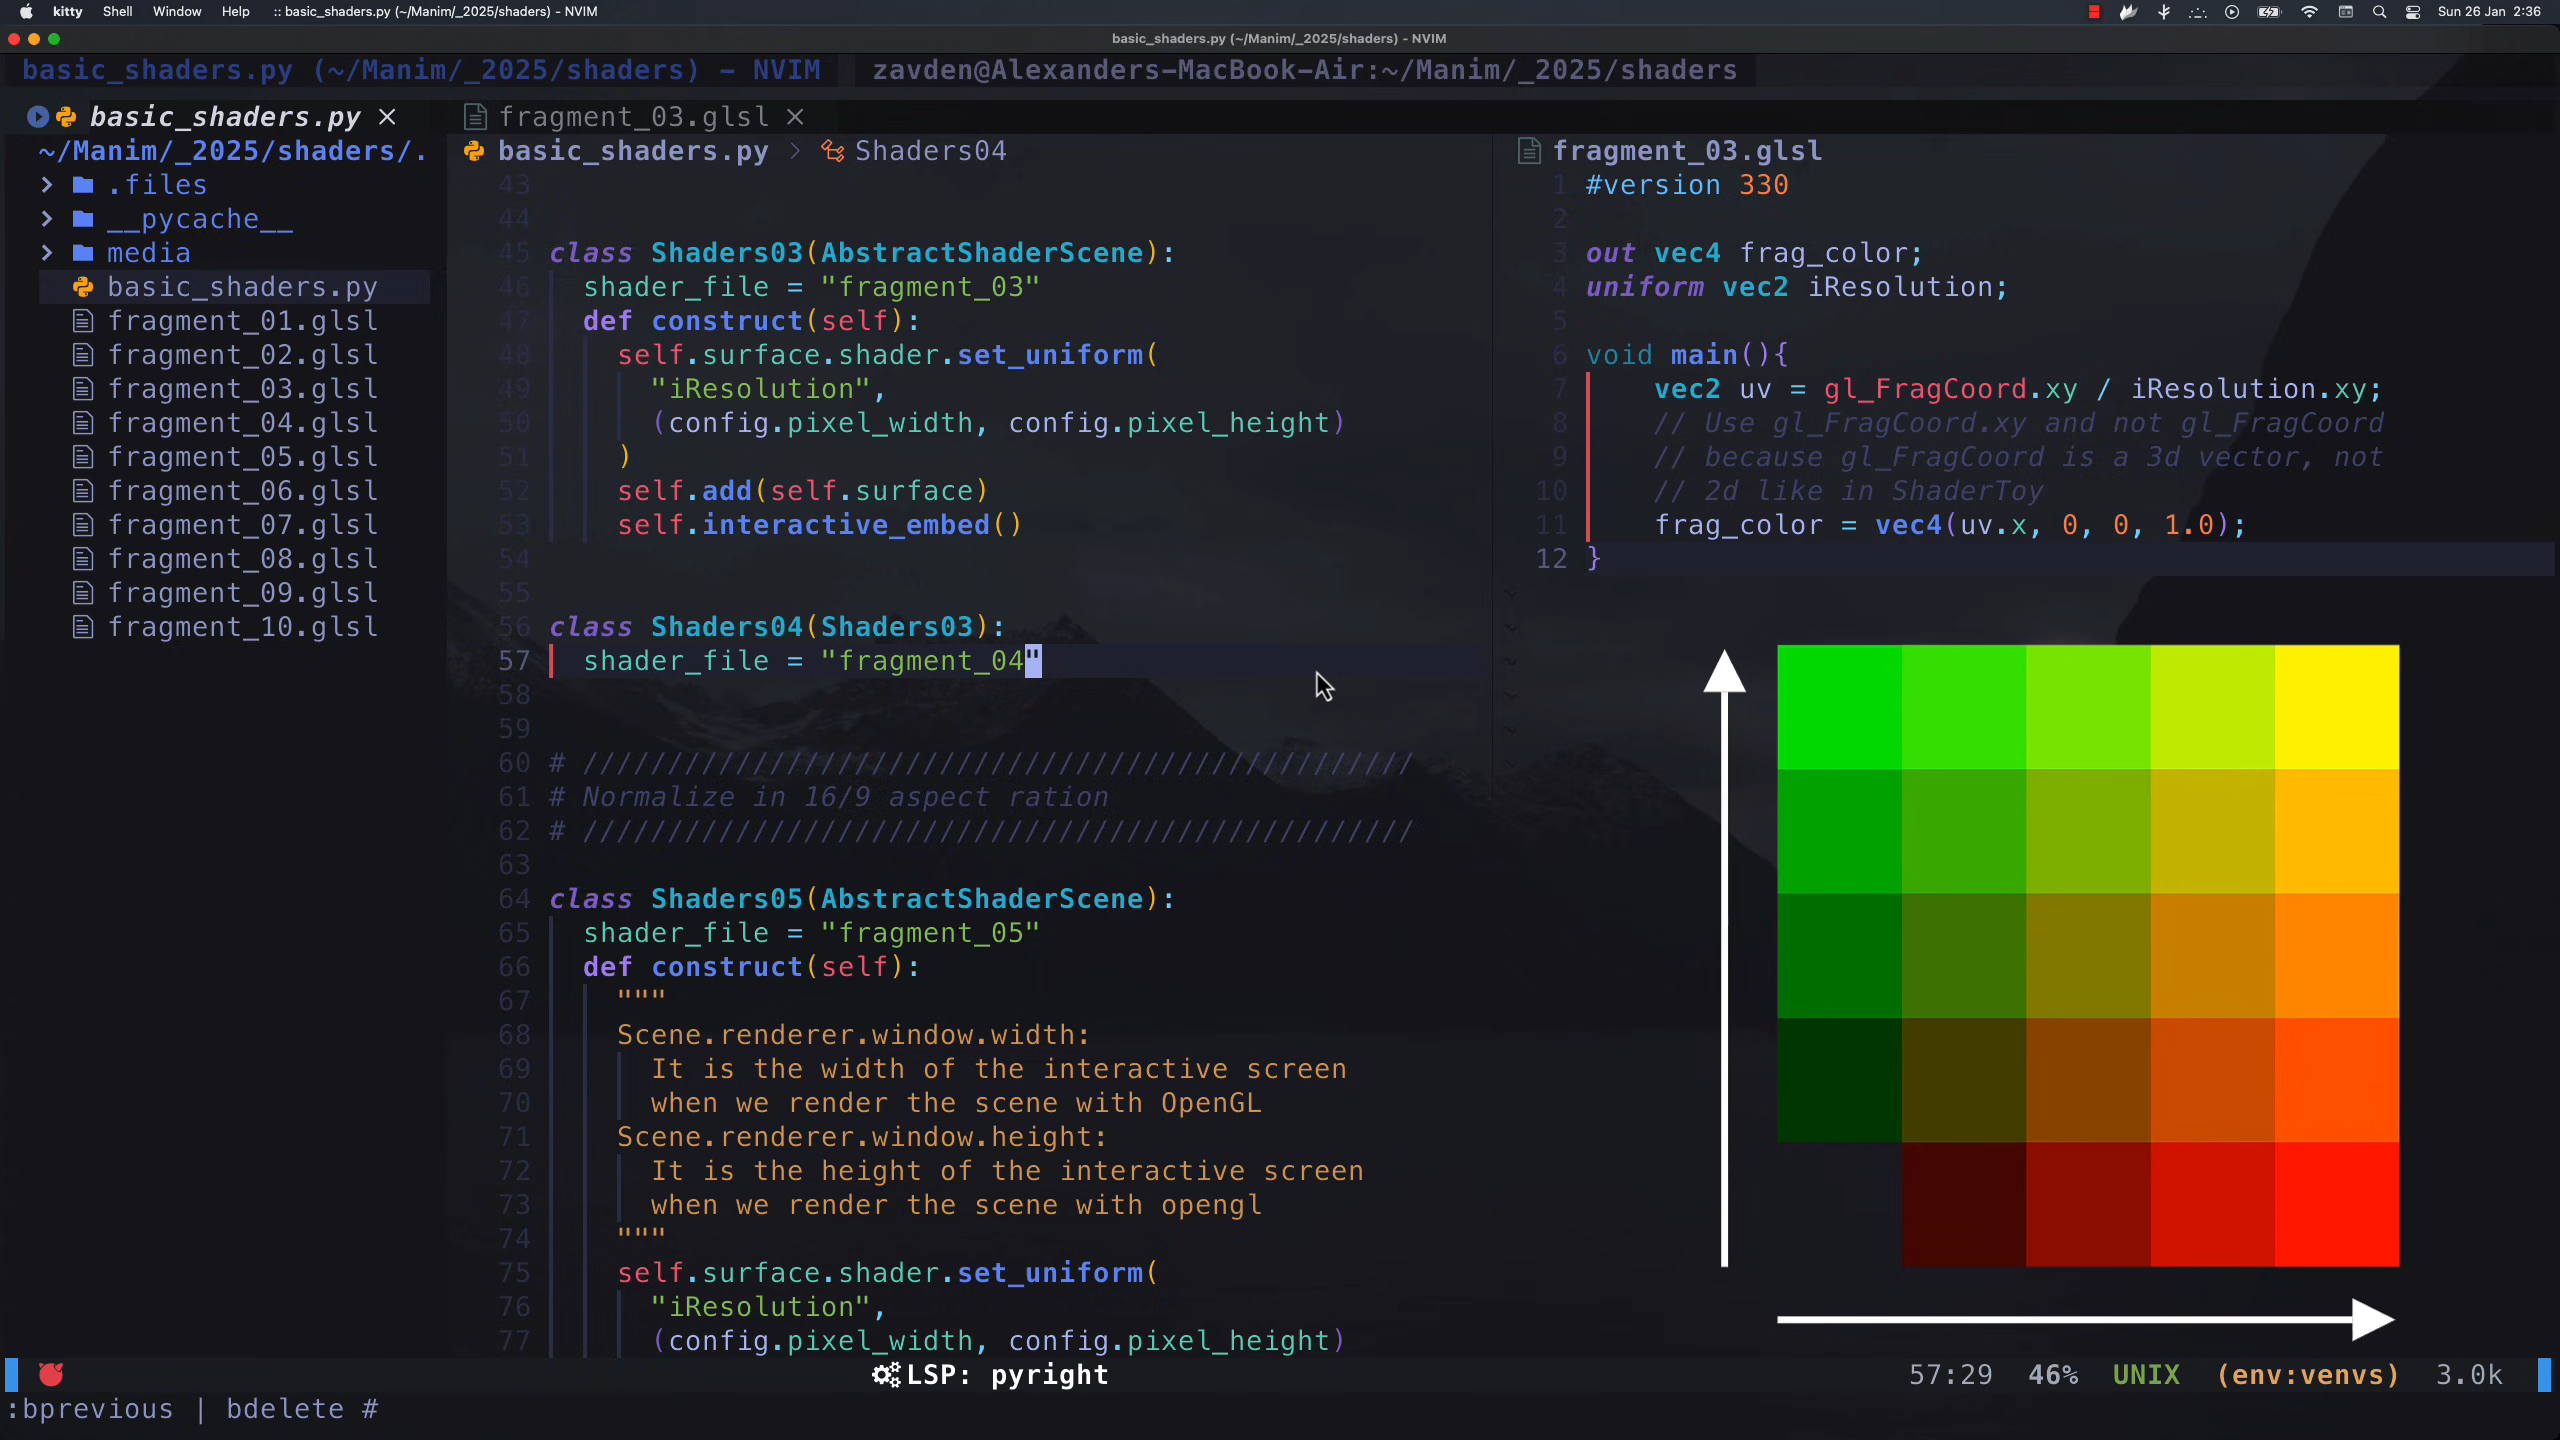 kitty Shell Window Help :: basic_shaders.py (~/Manim/_2025/shaders) - NVIM Sun 26 Jan 2:36
basic_shaders.py (~/Manim/_2025/shaders) - NVIM
basic_shaders.py (~/Manim/_2025/shaders) - NVIM zavden@Alexanders-MacBook-Air:~/Manim/_2025/shaders
basic_shaders.py × fragment_03.glsl ×
~/Manim/_2025/shaders/.
.files
__pycache__
media
basic_shaders.py
fragment_01.glsl
fragment_02.glsl
fragment_03.glsl
fragment_04.glsl
fragment_05.glsl
fragment_06.glsl
fragment_07.glsl
fragment_08.glsl
fragment_09.glsl
fragment_10.glsl
basic_shaders.py > Shaders04
43
44
45 class Shaders03(AbstractShaderScene):
46 shader_file = "fragment_03"
47 def construct(self):
48 self.surface.shader.set_uniform(
49 "iResolution",
50 (config.pixel_width, config.pixel_height)
51 )
52 self.add(self.surface)
53 self.interactive_embed()
54
55
56 class Shaders04(Shaders03):
57 shader_file = "fragment_04"
58
59
60 # /////////////////////////////////////////////////
61 # Normalize in 16/9 aspect ration
62 # /////////////////////////////////////////////////
63
64 class Shaders05(AbstractShaderScene):
65 shader_file = "fragment_05"
66 def construct(self):
67 """
68 Scene.renderer.window.width:
69 It is the width of the interactive screen
70 when we render the scene with OpenGL
71 Scene.renderer.window.height:
72 It is the height of the interactive screen
73 when we render the scene with opengl
74 """
75 self.surface.shader.set_uniform(
76 "iResolution",
77 (config.pixel_width, config.pixel_height)
fragment_03.glsl
1 #version 330
2
3 out vec4 frag_color;
4 uniform vec2 iResolution;
5
6 void main(){
7 vec2 uv = gl_FragCoord.xy / iResolution.xy;
8 // Use gl_FragCoord.xy and not gl_FragCoord
9 // because gl_FragCoord is a 3d vector, not
10 // 2d like in ShaderToy
11 frag_color = vec4(uv.x, 0, 0, 1.0);
12 }
LSP: pyright 57:29 46% UNIX (env:venvs) 3.0k
:bprevious | bdelete #